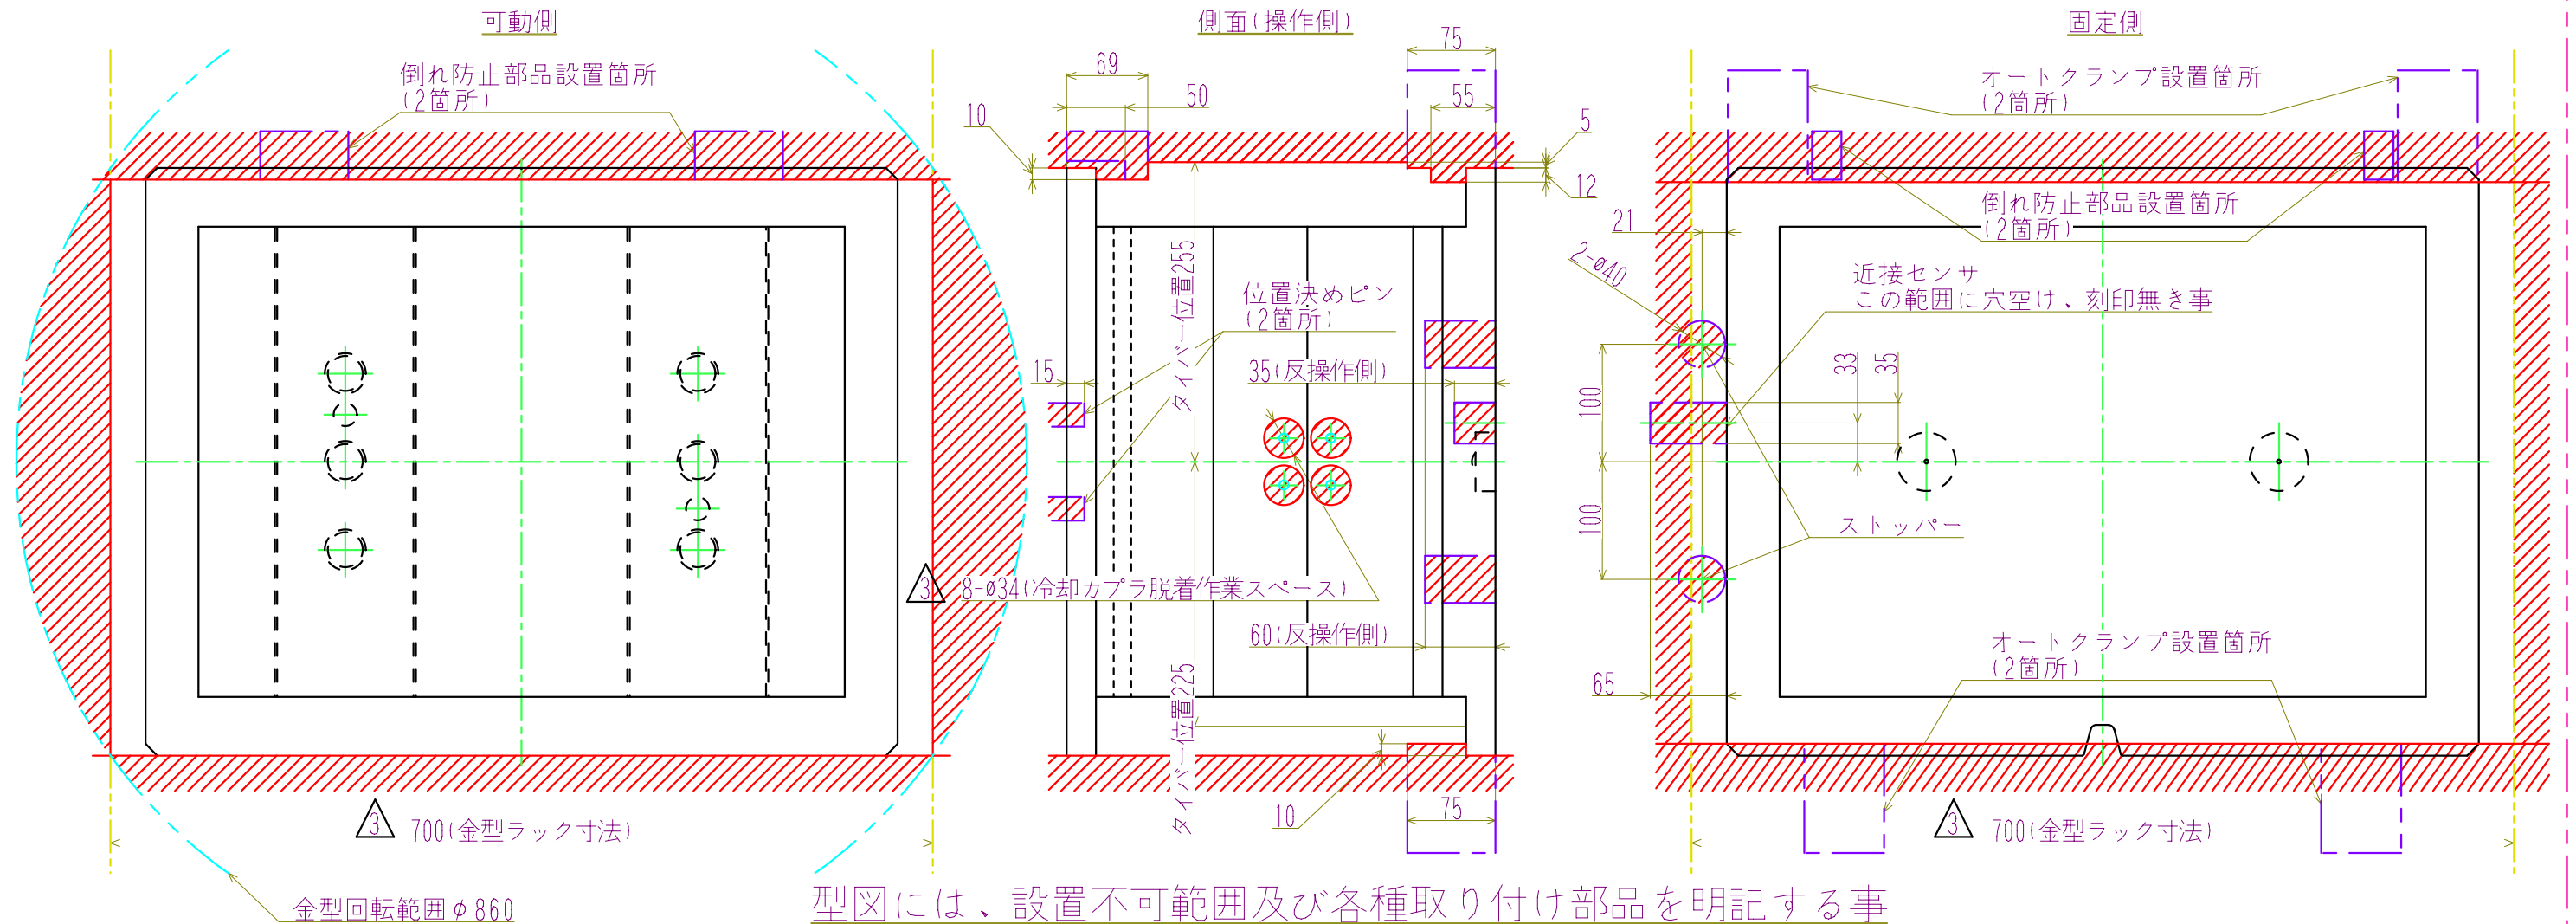 可動側
倒れ防止部品設置箇所
(2箇所)
3
700(金型ラック寸法)
金型回転範囲φ860
側面(操作側)
75
69
50
55
10
5
12
タイバー位置255
位置決めピン
(2箇所)
15
35(反操作側)
3
8-ø34(冷却カプラ脱着作業スペース)
60(反操作側)
タイバー位置225
10
75
固定側
オートクランプ設置箇所
(2箇所)
倒れ防止部品設置箇所
(2箇所)
21
2-ø40
近接センサ
この範囲に穴空け、刻印無き事
33
35
100
100
ストッパー
65
オートクランプ設置箇所
(2箇所)
3
700(金型ラック寸法)
型図には、設置不可範囲及び各種取り付け部品を明記する事